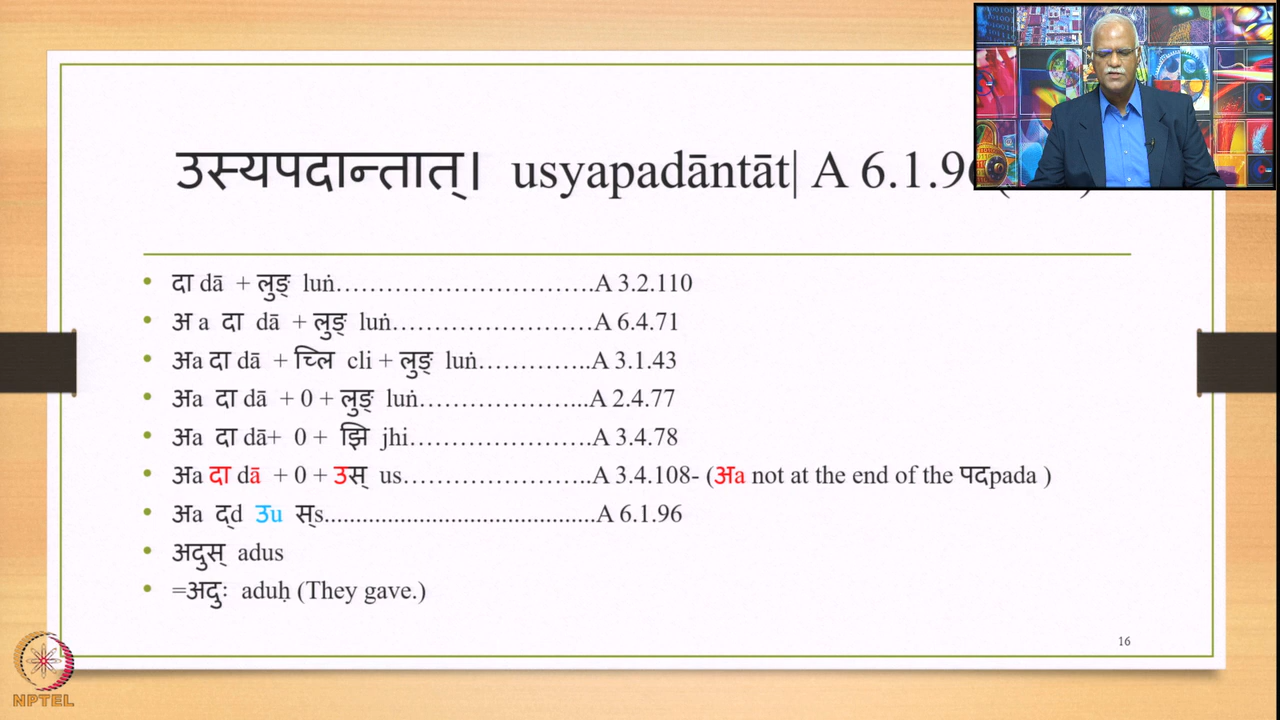 उस्यपदान्तात्। usyapadāntāt| A 6.1.96
• दा dā + लुङ् luṅ………………………….A 3.2.110
• अ a दा dā + लुङ् luṅ……………………A 6.4.71
• अa दा dā + च्लि cli + लुङ् luṅ…………..A 3.1.43
• अa दा dā + 0 + लुङ् luṅ………………...A 2.4.77
• अa दा dā+ 0 + झि jhi………………….A 3.4.78
• अa दा dā + 0 + उस् us…………………..A 3.4.108- (अa not at the end of the पदpada )
• अa द्d उu स्s.........................................A 6.1.96
• अदुस् adus
• =अदुः aduḥ (They gave.)
16
NPTEL